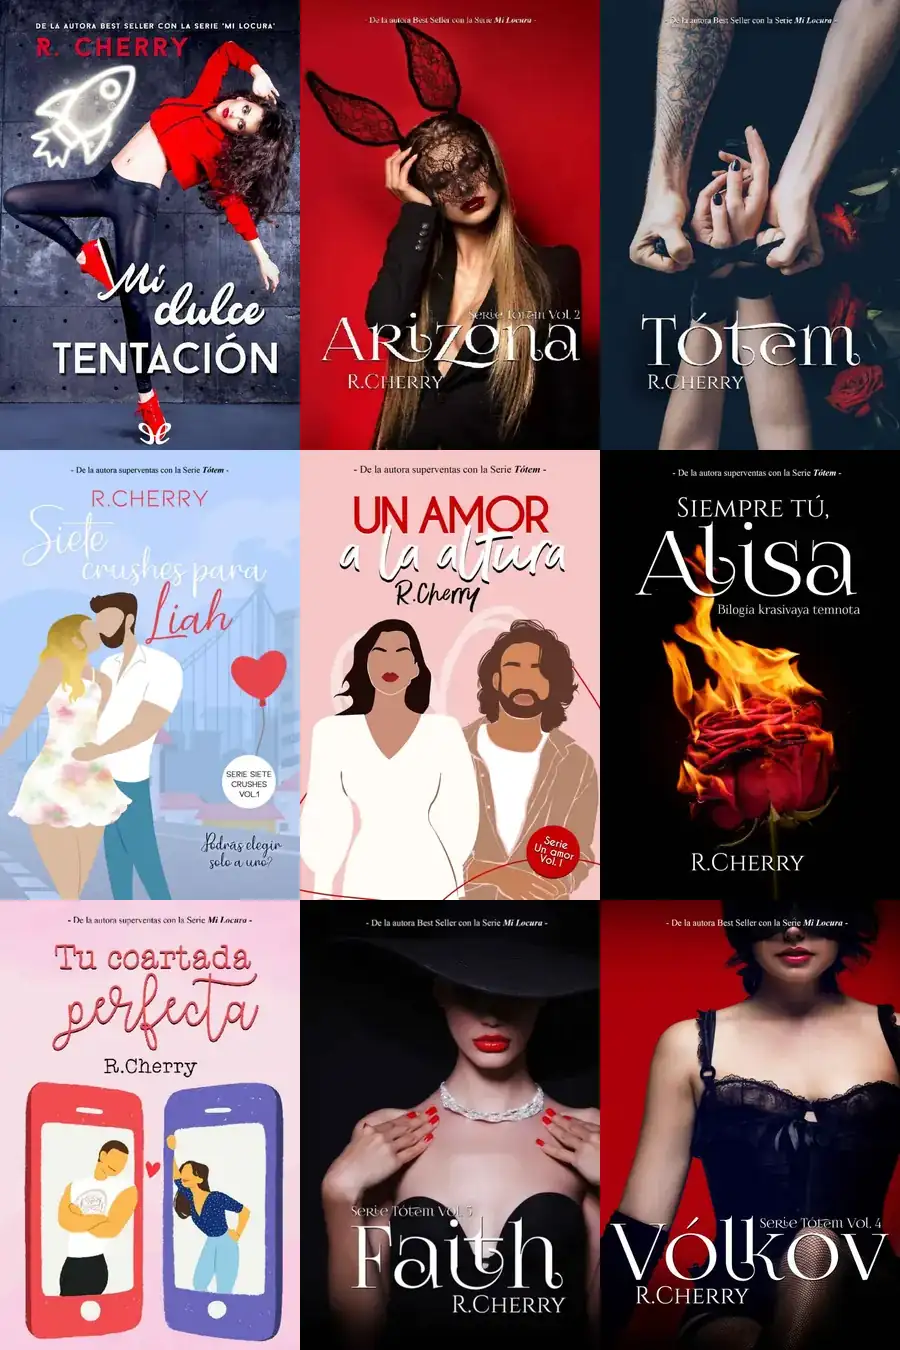 DE LA AUTORA BEST SELLER CON LA SERIE 'MI LOCURA'
R. CHERRY
Mi
dulce
TENTACIÓN
- De la autora Best Seller con la Serie Mi Locura -
Serie Tótem Vol. 2
Arizona
R.Cherry
- De la autora Best Seller con la Serie Mi Locura -
Tótem
R.Cherry
- De la autora superventas con la Serie Tótem -
R.CHERRY
Siete
crushes para
Liah
SERIE SIETE
CRUSHES
VOL.1
Podrás elegir
solo a uno?
- De la autora superventas con la Serie Tótem -
UN AMOR
a la altura
R.Cherry
Serie
Un amor
Vol. 1
- De la autora superventas con la Serie Tótem -
SIEMPRE TÚ,
Alisa
Bilogía krasivaya temnota
R.Cherry
- De la autora superventas con la Serie Mi Locura -
Tu coartada
perfecta
R.Cherry
- De la autora Best Seller con la Serie Mi Locura -
Serie Tótem Vol. 3
Faith
R.Cherry
- De la autora Best Seller con la Serie Mi Locura -
Serie Tótem Vol. 4
Vólkov
R.Cherry